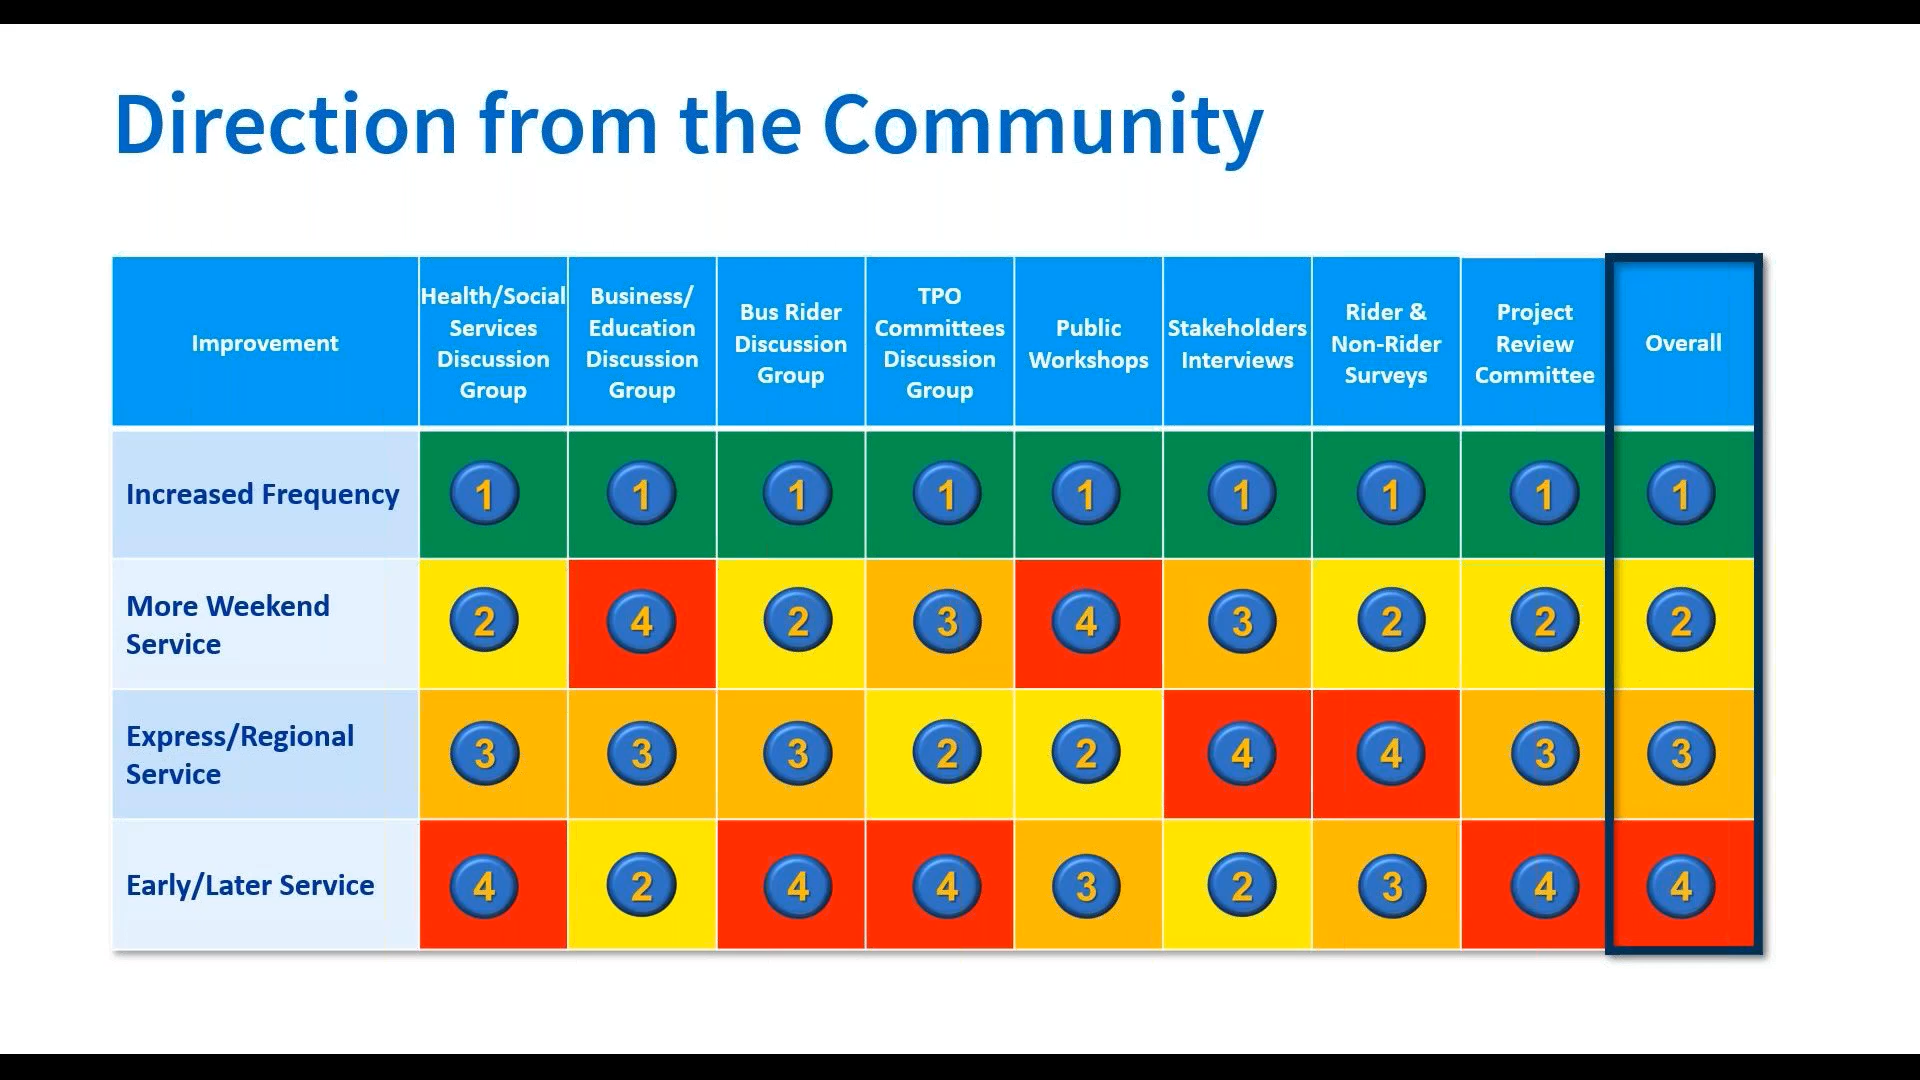 Direction from the Community
Improvement
Health/Social
Services
Discussion
Group
Business/
Education
Discussion
Group
Bus Rider
Discussion
Group
TPO
Committees
Discussion
Group
Public
Workshops
Stakeholders
Interviews
Rider &
Non-Rider
Surveys
Project
Review
Committee
Overall
Increased Frequency
1 1 1 1 1 1 1 1 1
More Weekend
Service
2 4 2 3 4 3 2 2 2
Express/Regional
Service
3 3 3 2 2 4 4 3 3
Early/Later Service
4 2 4 4 3 2 3 4 4